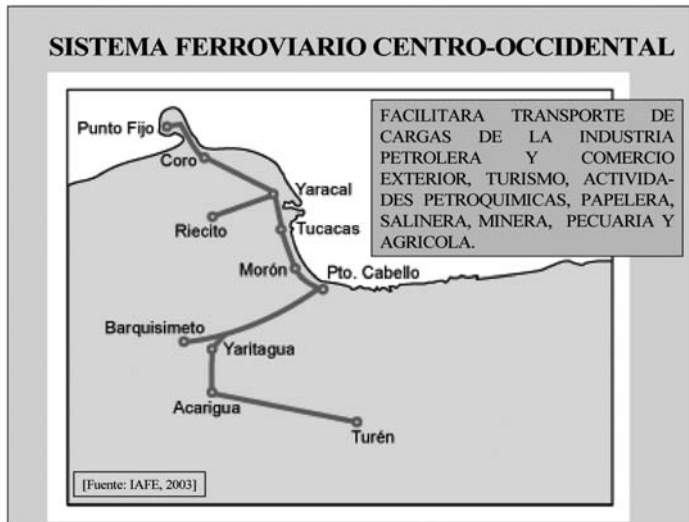 SISTEMA FERROVIARIO CENTRO-OCCIDENTAL
FACILITARA TRANSPORTE DE
CARGAS DE LA INDUSTRIA
PETROLERA Y COMERCIO
EXTERIOR, TURISMO, ACTIVIDA-
DES PETROQUIMICAS, PAPELERA,
SALINERA, MINERA, PECUARIA Y
AGRICOLA.
Punto Fijo
Coro
Yaracal
Riecito
Tucacas
Morón
Pto. Cabello
Barquisimeto
Yaritagua
Acarigua
Turén
[Fuente: IAFE, 2003]